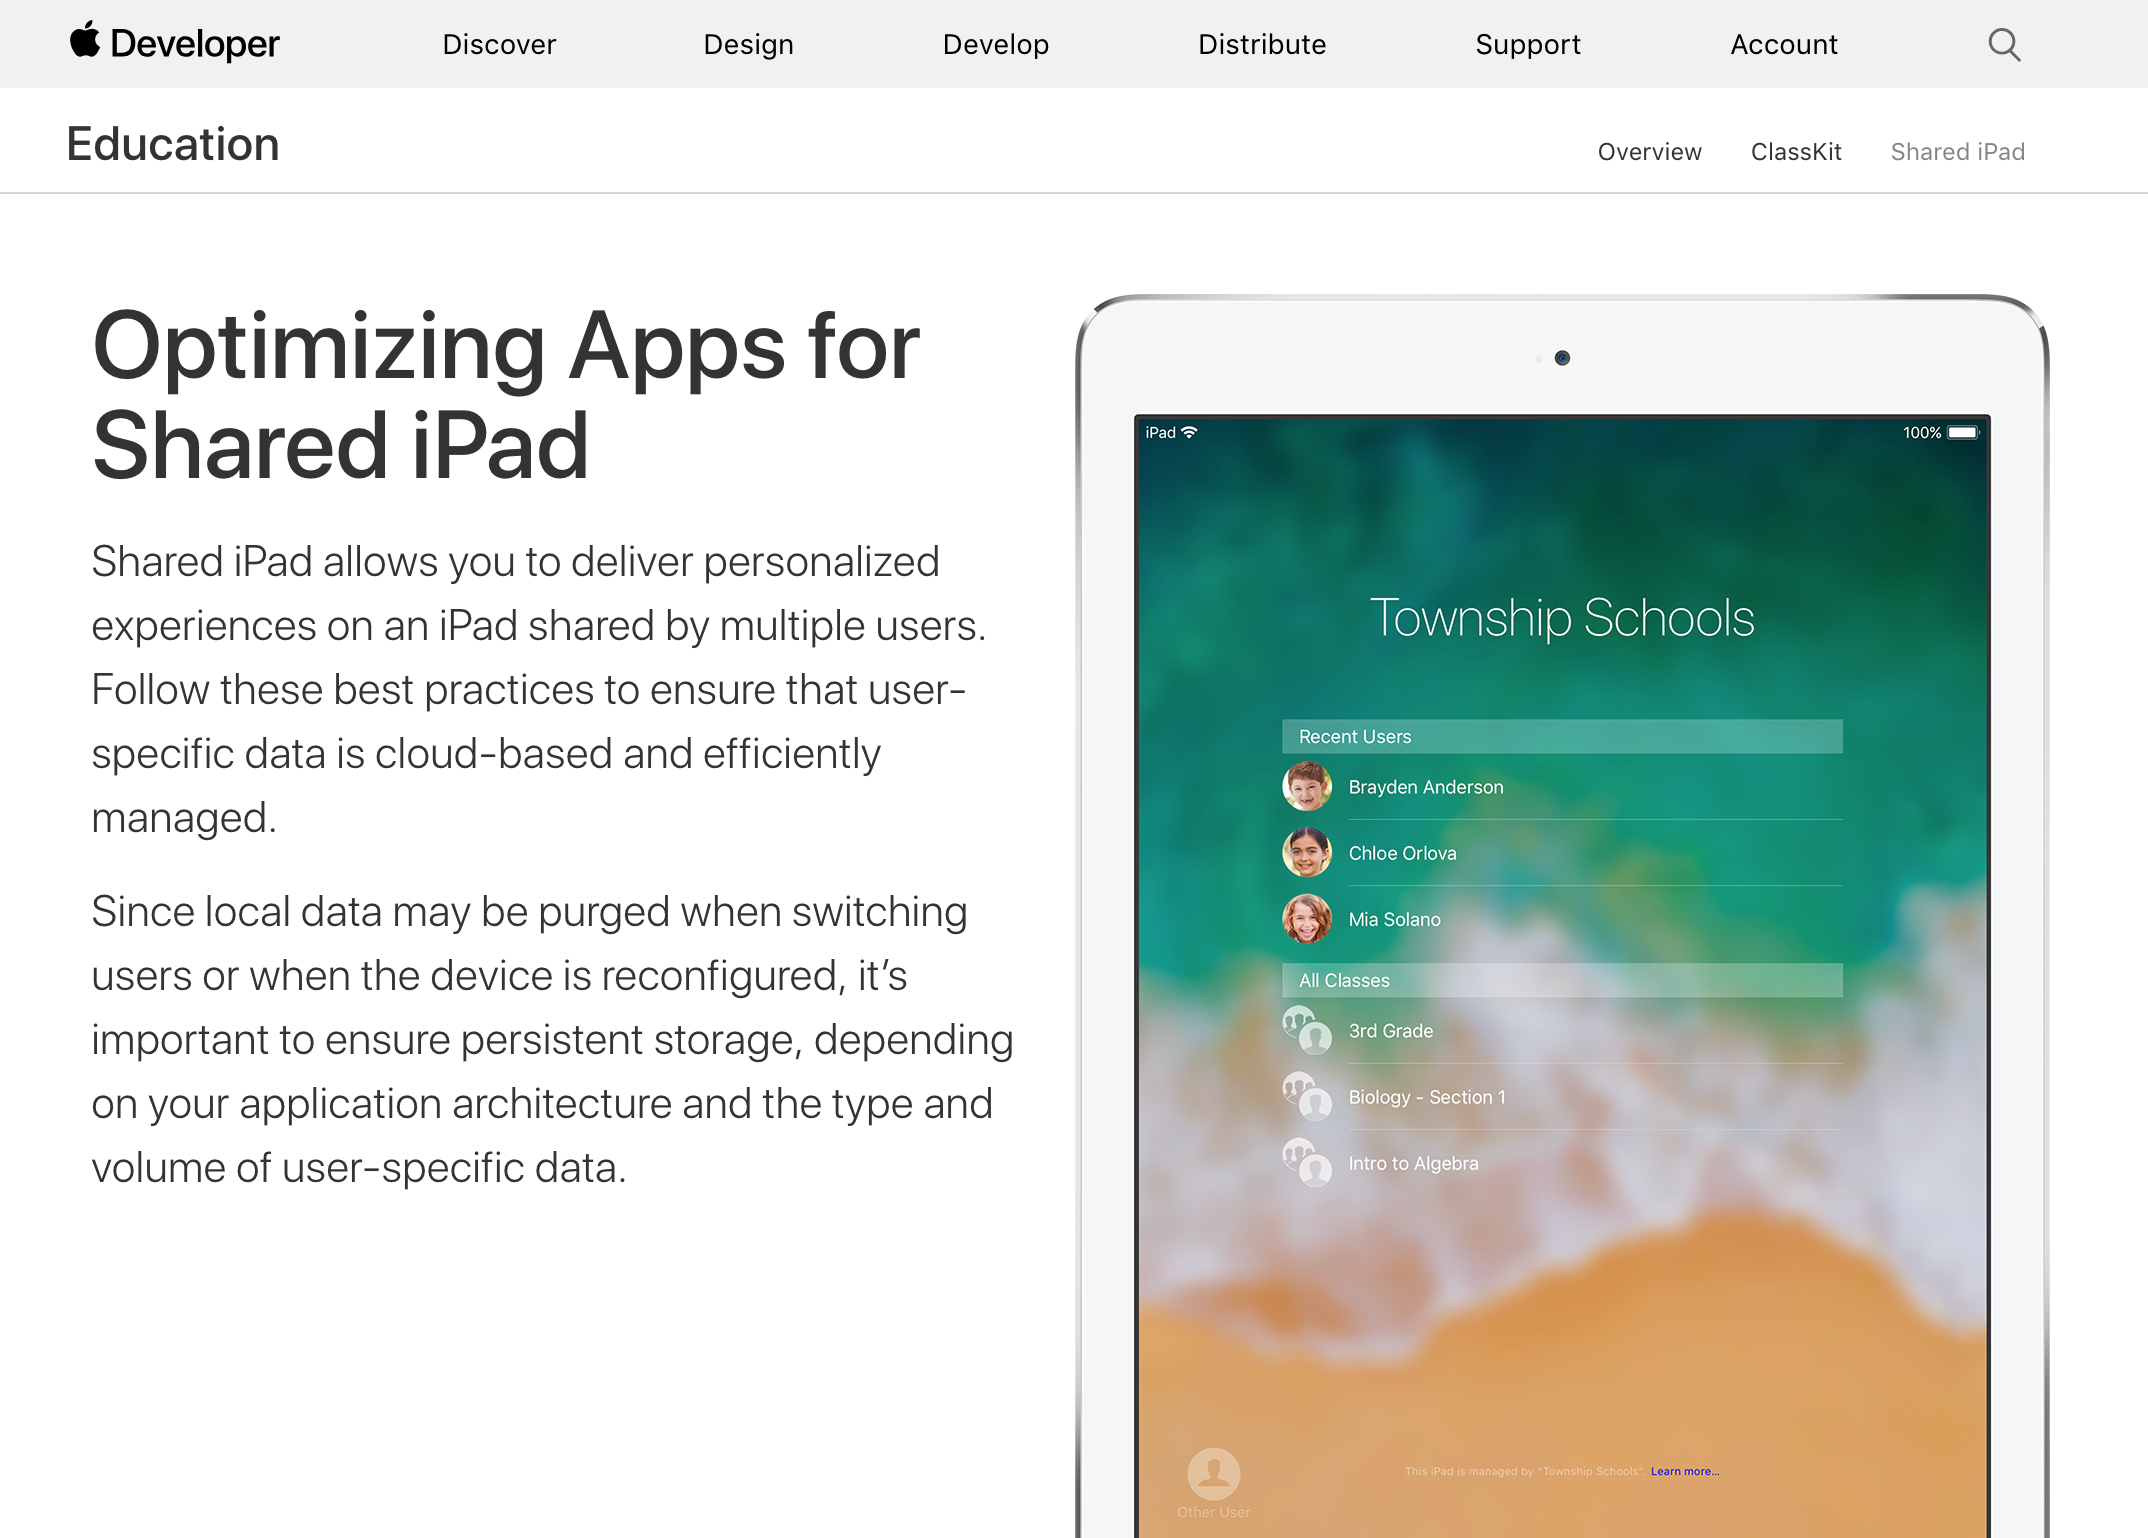 Developer
Discover
Design
Develop
Distribute
Support
Account
Education
Overview
ClassKit
Shared iPad
Optimizing Apps for
Shared iPad
Shared iPad allows you to deliver personalized
experiences on an iPad shared by multiple users.
Follow these best practices to ensure that user-
specific data is cloud-based and efficiently
managed.
Since local data may be purged when switching
users or when the device is reconfigured, it’s
important to ensure persistent storage, depending
on your application architecture and the type and
volume of user-specific data.
iPad
100%
Township Schools
Recent Users
Brayden Anderson
Chloe Orlova
Mia Solano
All Classes
3rd Grade
Biology - Section 1
Intro to Algebra
This iPad is managed by “Township Schools”. Learn more...
Other User